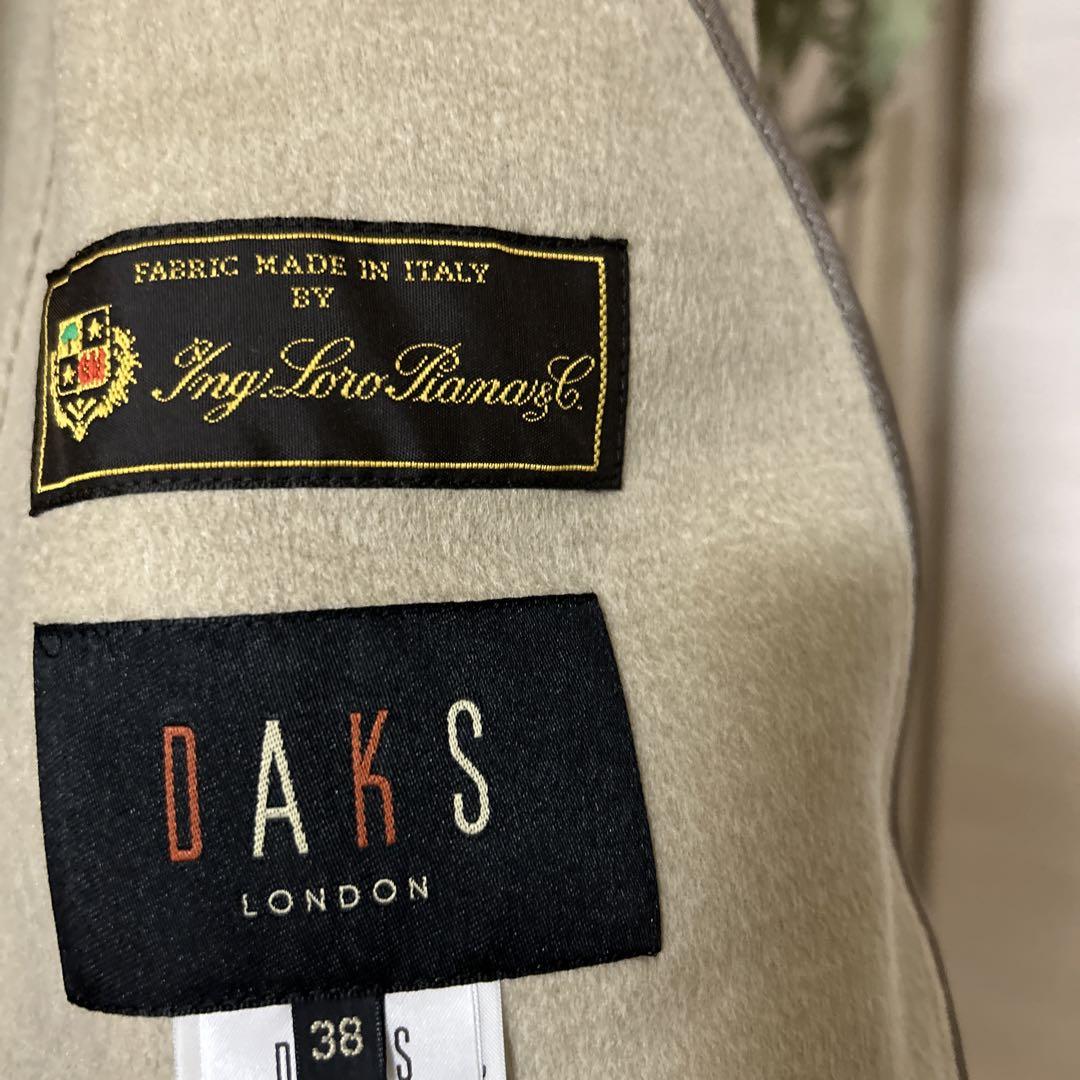 FABRIC MADE IN ITALY
BY
Ing. Loro Piana & C.
DAKS
LONDON
38
D S